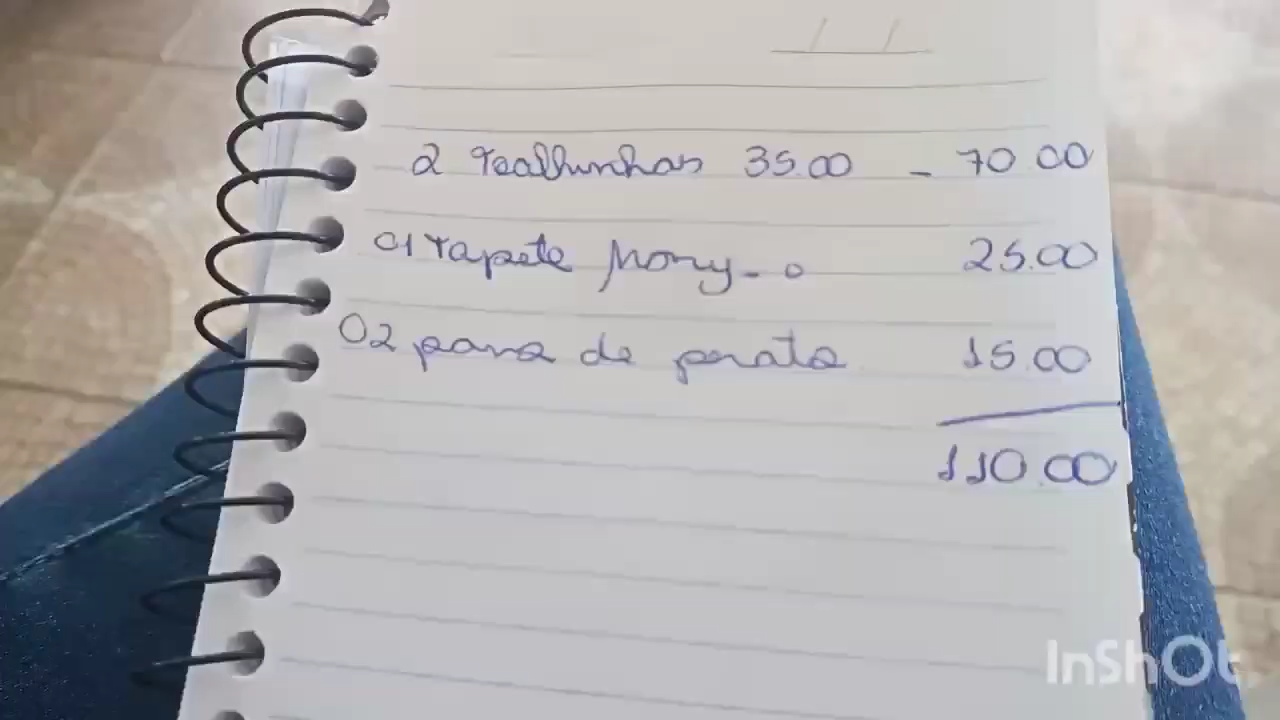 / /
2 Toalhinhas 35.00 - 70.00
01 Tapete Mony - o 25.00
02 pano de prato 15.00
110.00
InShOt